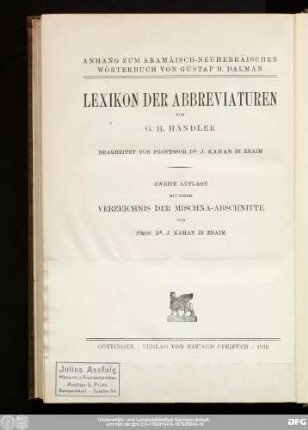 ANHANG ZUM ARAMÄISCH-NEUHEBRÄISCHEN
WÖRTERBUCH VON GUSTAF H. DALMAN
LEXIKON DER ABBREVIATUREN
VON
G. H. HÄNDLER
BEARBEITET VON PROFESSOR DR. J. KAHAN IN ZNAIM
ZWEITE AUFLAGE
MIT EINEM
VERZEICHNIS DER MISCHNA-ABSCHNITTE
VON
PROF. DR. J. KAHAN IN ZNAIM
GÖTTINGEN / VERLAG VON EDUARD PFEIFFER /
Julius Assfalg
Universitäts- und Landesbibliothek Sachsen-Anhalt
DFG